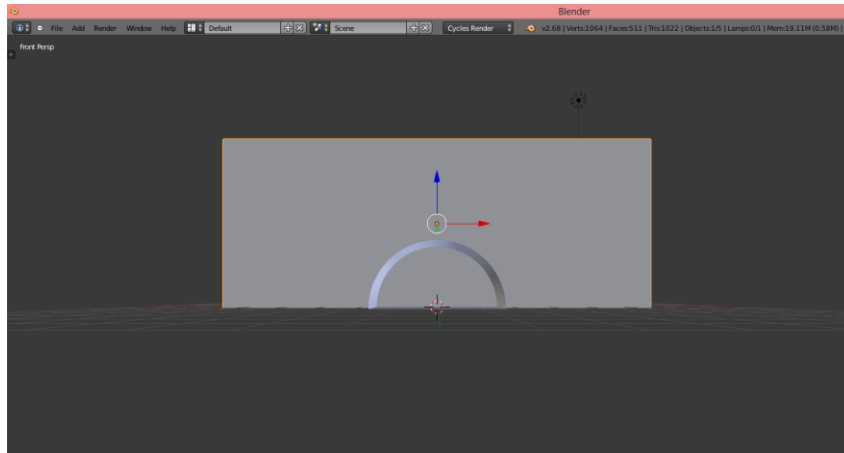 Blender
File Add Render Window Help Default Scene Cycles Render v2.68 | Verts:1064 | Faces:511 | Tris:1022 | Objects:1/5 | Lamps:0/1 | Mem:19.11M (0.58M) |
Front Persp